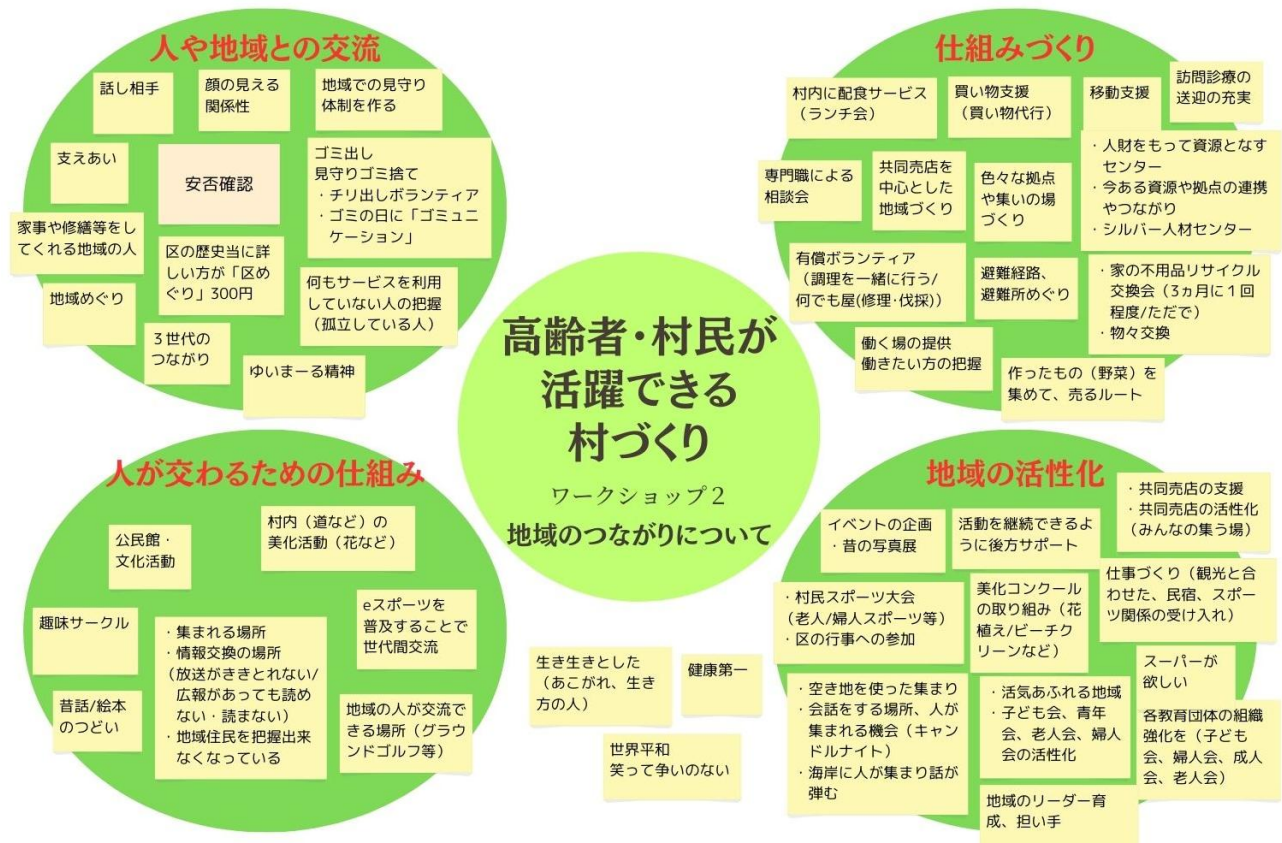 人や地域との交流
話し相手
顔の見える
関係性
地域での見守り
体制を作る
支えあい
安否確認
ゴミ出し
見守りゴミ捨て
・チリ出しボランティア
・ゴミの日に「ゴミュニ
ケーション」
家事や修繕等をし
てくれる地域の人
区の歴史当に詳
しい方が「区め
ぐり」300円
何もサービスを利用
していない人の把握
（孤立している人）
地域めぐり
３世代の
つながり
ゆいまーる精神
仕組みづくり
村内に配食サービス
（ランチ会）
買い物支援
（買い物代行）
移動支援
訪問診療の
送迎の充実
専門職による
相談会
共同売店を
中心とした
地域づくり
色々な拠点
や集いの場
づくり
・人財をもって資源となす
センター
・今ある資源や拠点の連携
やつながり
・シルバー人材センター
有償ボランティア
（調理を一緒に行う/
何でも屋(修理・伐採)）
避難経路、
避難所めぐり
・家の不用品リサイクル
交換会（3ヵ月に１回
程度/ただで）
・物々交換
働く場の提供
働きたい方の把握
作ったもの（野菜）を
集めて、売るルート
高齢者・村民が
活躍できる
村づくり
ワークショップ２
地域のつながりについて
人が交わるための仕組み
公民館・
文化活動
村内（道など）の
美化活動（花など）
趣味サークル
・集まれる場所
・情報交換の場所
（放送がききとれない/
広報があっても読め
ない・読まない）
・地域住民を把握出来
なくなっている
eスポーツを
普及することで
世代間交流
昔話/絵本
のつどい
地域の人が交流で
きる場所（グラウ
ンドゴルフ等）
生き生きとした
（あこがれ、生き
方の人）
健康第一
世界平和
笑って争いのない
地域の活性化
イベントの企画
・昔の写真展
活動を継続できるよ
うに後方サポート
・共同売店の支援
・共同売店の活性化
（みんなの集う場）
・村民スポーツ大会
（老人/婦人スポーツ等）
・区の行事への参加
美化コンクール
の取り組み（花
植え/ビーチク
リーンなど）
仕事づくり（観光と合
わせた、民宿、スポー
ツ関係の受け入れ）
スーパーが
欲しい
・空き地を使った集まり
・会話をする場所、人が
集まれる機会（キャン
ドルナイト）
・海岸に人が集まり話が
弾む
・活気あふれる地域
・子ども会、青年
会、老人会、婦人
会の活性化
各教育団体の組織
強化を（子ども
会、婦人会、成人
会、老人会）
地域のリーダー育
成、担い手